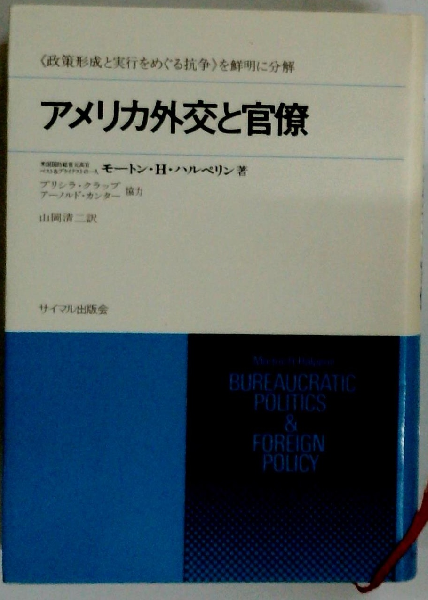 《政策形成と実行をめぐる抗争》を鮮明に分解
アメリカ外交と官僚
モートン・H・ハルペリン著
プリシラ・クラップ
アーノルド・カンター 協力
山岡清二訳
サイマル出版会
Morton H. Halperin
BUREAUCRATIC
POLITICS
&
FOREIGN
POLICY